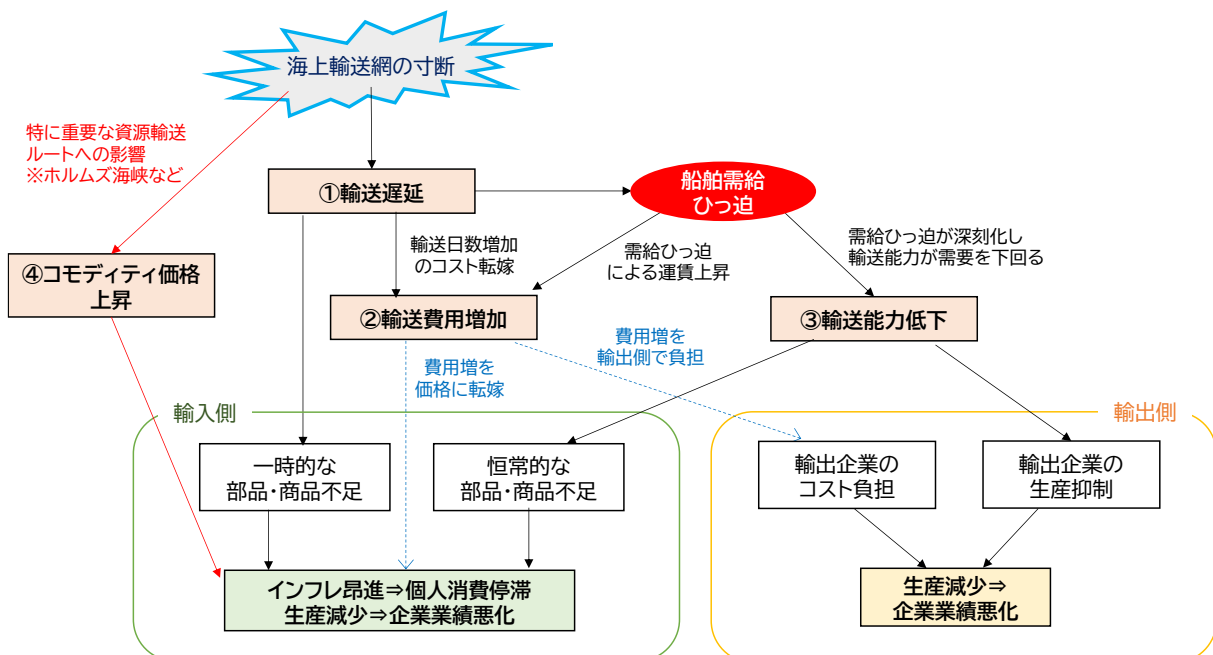 海上輸送網の寸断
特に重要な資源輸送
ルートへの影響
※ホルムズ海峡など
①輸送遅延
船舶需給
ひっ迫
輸送日数増加
のコスト転嫁
需給ひっ迫
による運賃上昇
需給ひっ迫が深刻化し
輸送能力が需要を下回る
④コモディティ価格
上昇
②輸送費用増加
③輸送能力低下
費用増を
価格に転嫁
費用増を
輸出側で負担
輸入側
輸出側
一時的な
部品・商品不足
恒常的な
部品・商品不足
輸出企業の
コスト負担
輸出企業の
生産抑制
インフレ昂進⇒個人消費停滞
生産減少⇒企業業績悪化
生産減少⇒
企業業績悪化